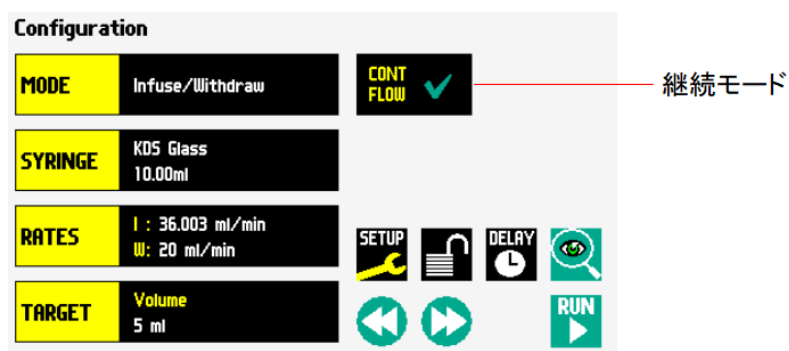 Configuration
MODE
Infuse/Withdraw
CONT
FLOW
継続モード
SYRINGE
KDS Glass
10.00ml
RATES
I : 36.003 ml/min
W: 20 ml/min
SETUP
DELAY
TARGET
Volume
5 ml
RUN